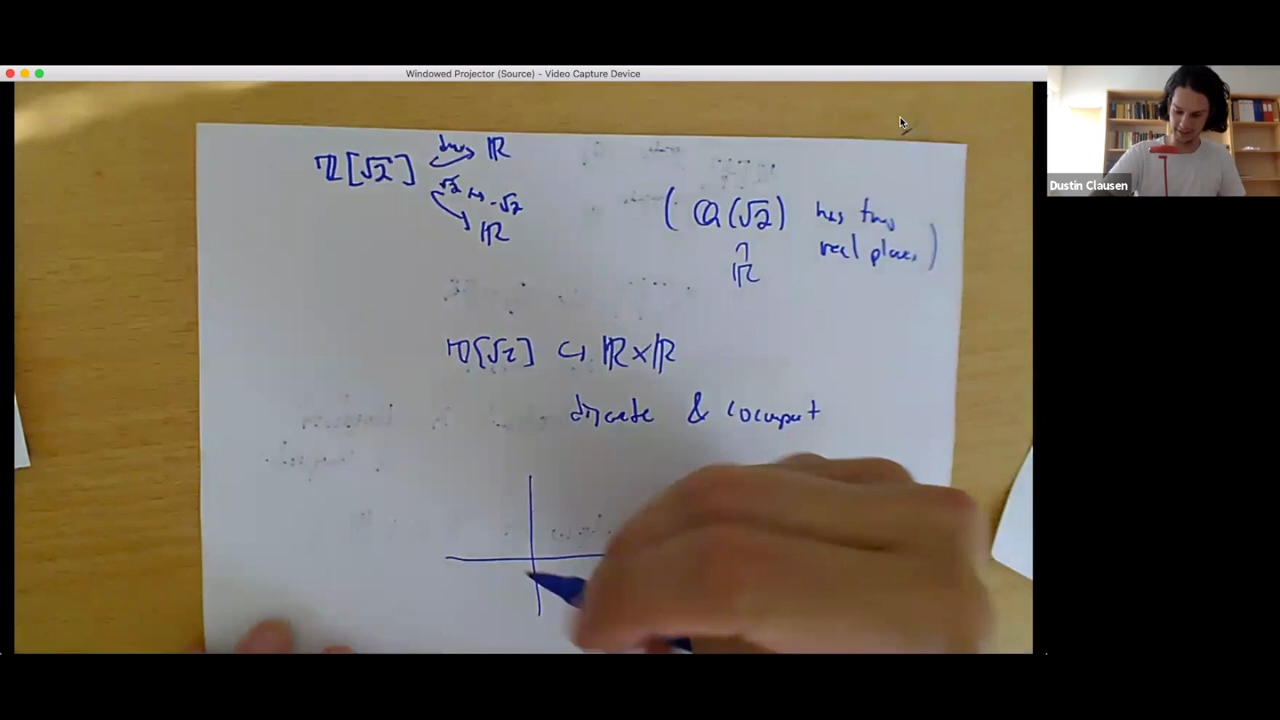 Windowed Projector (Source) - Video Capture Device
Dustin Clausen
ℤ[√2] → ℝ
√2 ↦ -√2
→ ℝ
( ℚ(√2) has two
real places )
ℝ
ℤ[√2] ↪ ℝ×ℝ
discrete & cocompact